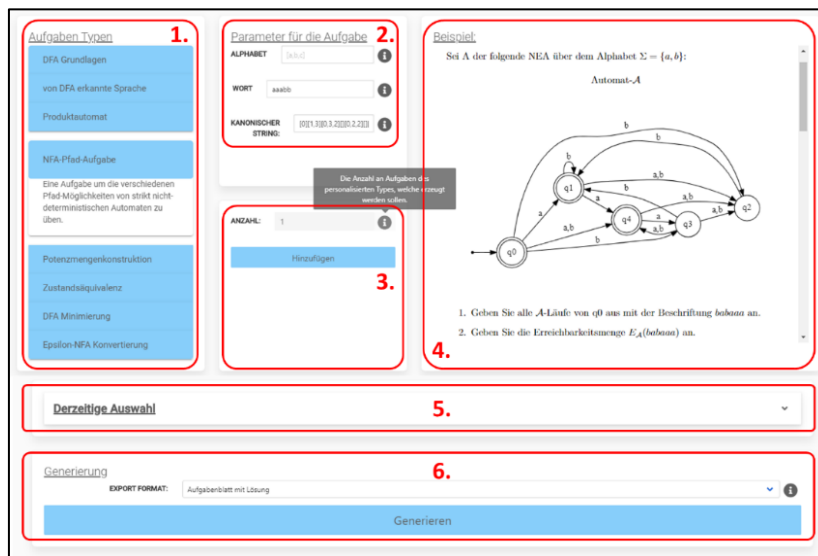 Aufgaben Typen
1.
DFA Grundlagen
von DFA erkannte Sprache
Produktautomat
NFA-Pfad-Aufgabe
Eine Aufgabe um die verschiedenen
Pfad-Möglichkeiten von strikt nicht-
deterministischen Automaten zu
üben.
Potenzmengenkonstruktion
Zustandsäquivalenz
DFA Minimierung
Epsilon-NFA Konvertierung
Parameter für die Aufgabe
2.
ALPHABET
WORT
aaabb
KANONISCHER
STRING:
Die Anzahl an Aufgaben des
personalisierten Types, welche erzeugt
werden sollen.
ANZAHL:
1
Hinzufügen
3.
Beispiel:
Sei A der folgende NEA über dem Alphabet Σ = {a, b}:
Automat-𝒜
b
b
b
q1
a,b
b
q2
a
a
q4
a
a,b
a,b
a,b
q3
q0
b
1. Geben Sie alle 𝒜-Läufe von q0 aus mit der Beschriftung babaaa an.
2. Geben Sie die Erreichbarkeitsmenge E𝒜(babaaa) an.
4.
Derzeitige Auswahl
5.
Generierung
6.
EXPORT FORMAT:
Aufgabenblatt mit Lösung
Generieren